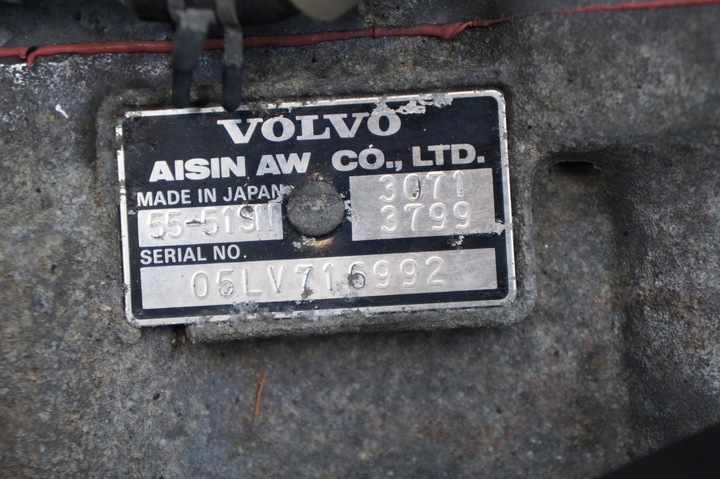 VOLVO
AISIN AW CO., LTD.
MADE IN JAPAN 3071
55-51SN 3799
SERIAL NO.
05LV716992